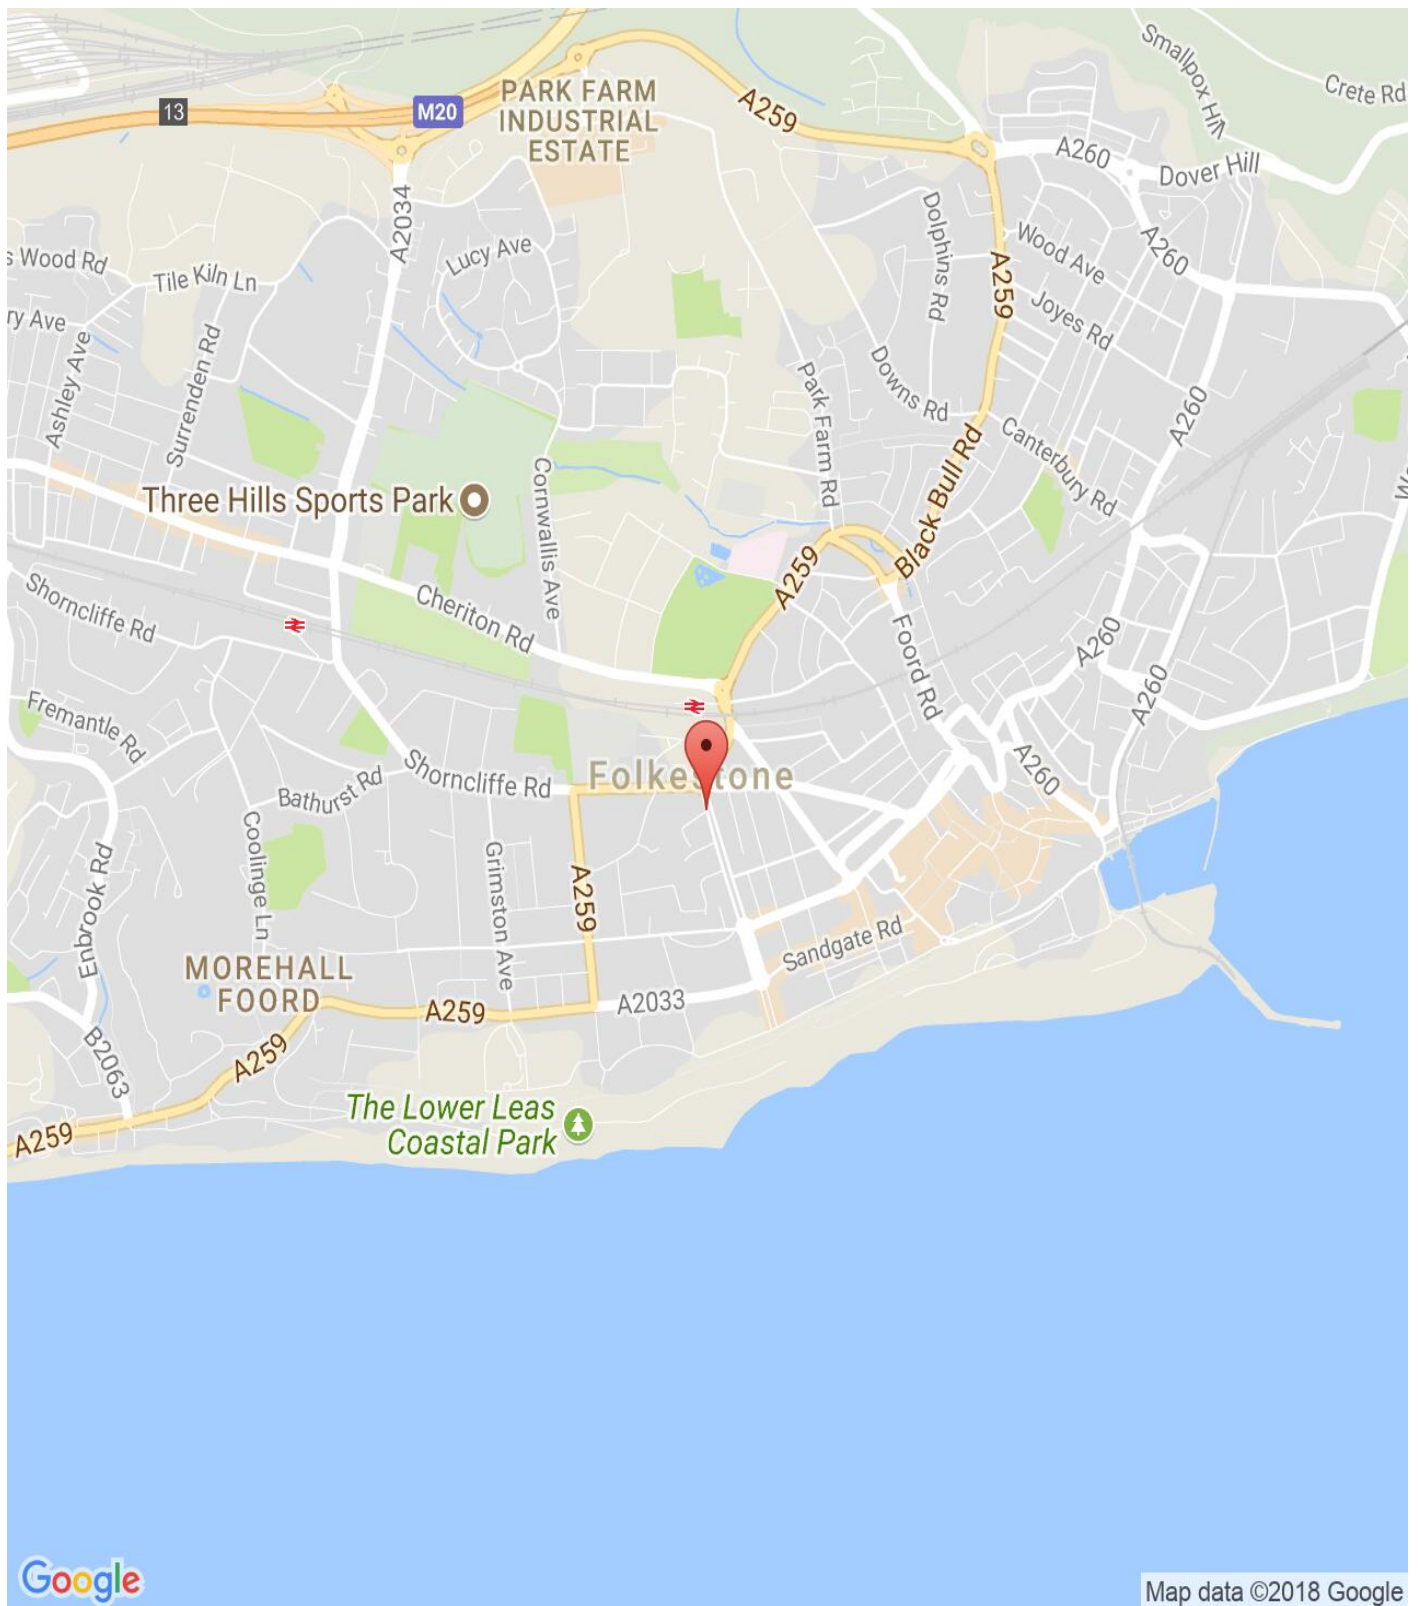 Smallpox Hill
Crete Rd
13
M20
PARK FARM
INDUSTRIAL
ESTATE
A259
A260
Dover Hill
A2034
Dolphins Rd
s Wood Rd
Tile Kiln Ln
Lucy Ave
Wood Ave
A260
A259
Joyes Rd
ry Ave
Ashley Ave
Surrenden Rd
Park Farm Rd
Downs Rd
A260
Canterbury Rd
Black Bull Rd
Three Hills Sports Park
Cornwallis Ave
A259
Shorncliffe Rd
Cheriton Rd
Foord Rd
A260
A260
Fremantle Rd
Shorncliffe Rd
Folkestone
A260
Bathurst Rd
Coolinge Ln
Grimston Ave
A259
Enbrook Rd
Sandgate Rd
MOREHALL
FOORD
A259
A2033
A259
B2063
The Lower Leas
Coastal Park
A259
Google
Map data ©2018 Google